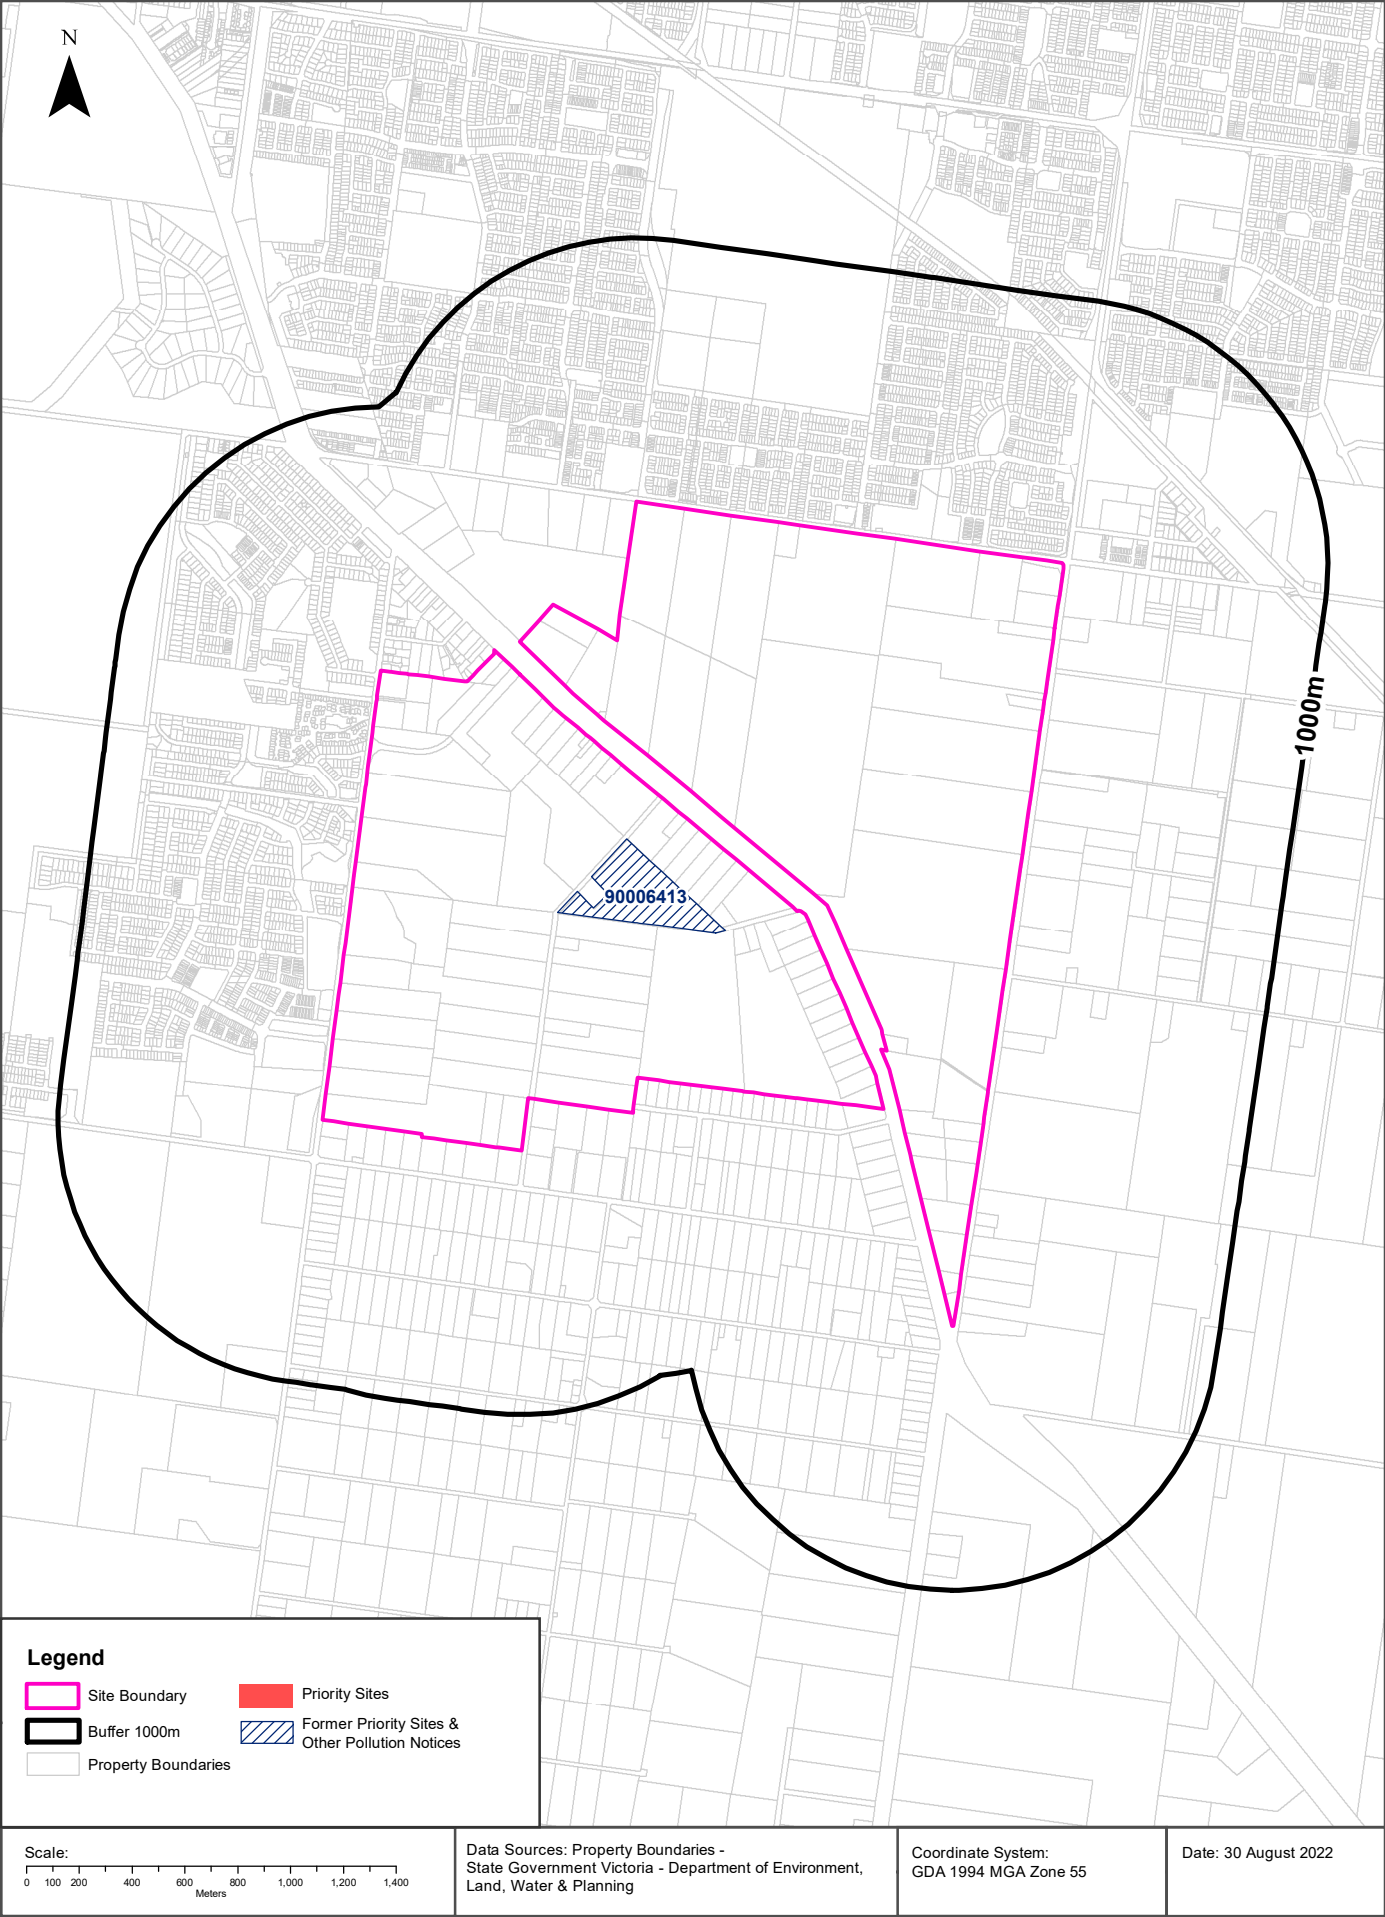 N
1000m
90006413
Legend
Site Boundary
Buffer 1000m
Property Boundaries
Priority Sites
Former Priority Sites &
Other Pollution Notices
Scale:
0 100 200 400 600 800 1,000 1,200 1,400
Meters
Data Sources: Property Boundaries -
State Government Victoria - Department of Environment,
Land, Water & Planning
Coordinate System:
GDA 1994 MGA Zone 55
Date: 30 August 2022